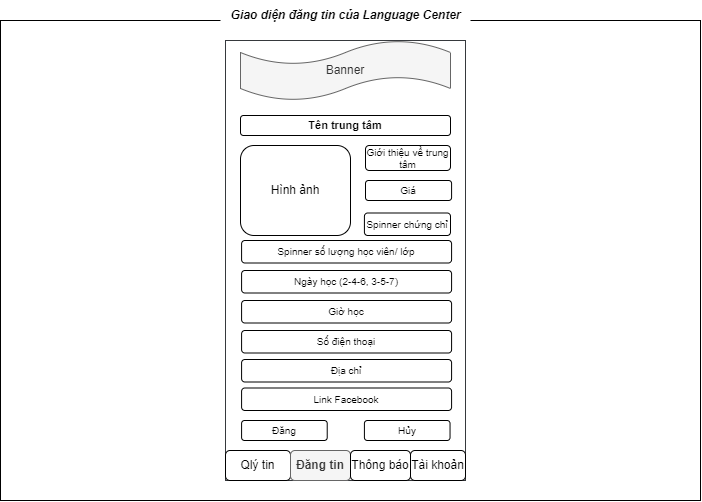 Giao diện đăng tin của Language Center
Banner
Tên trung tâm
Hình ảnh
Giới thiệu về trung
tâm
Giá
Spinner chứng chỉ
Spinner số lượng học viên/ lớp
Ngày học (2-4-6, 3-5-7)
Giờ học
Số điện thoại
Địa chỉ
Link Facebook
Đăng
Hủy
Qlý tin
Đăng tin
Thông báo
Tài khoản